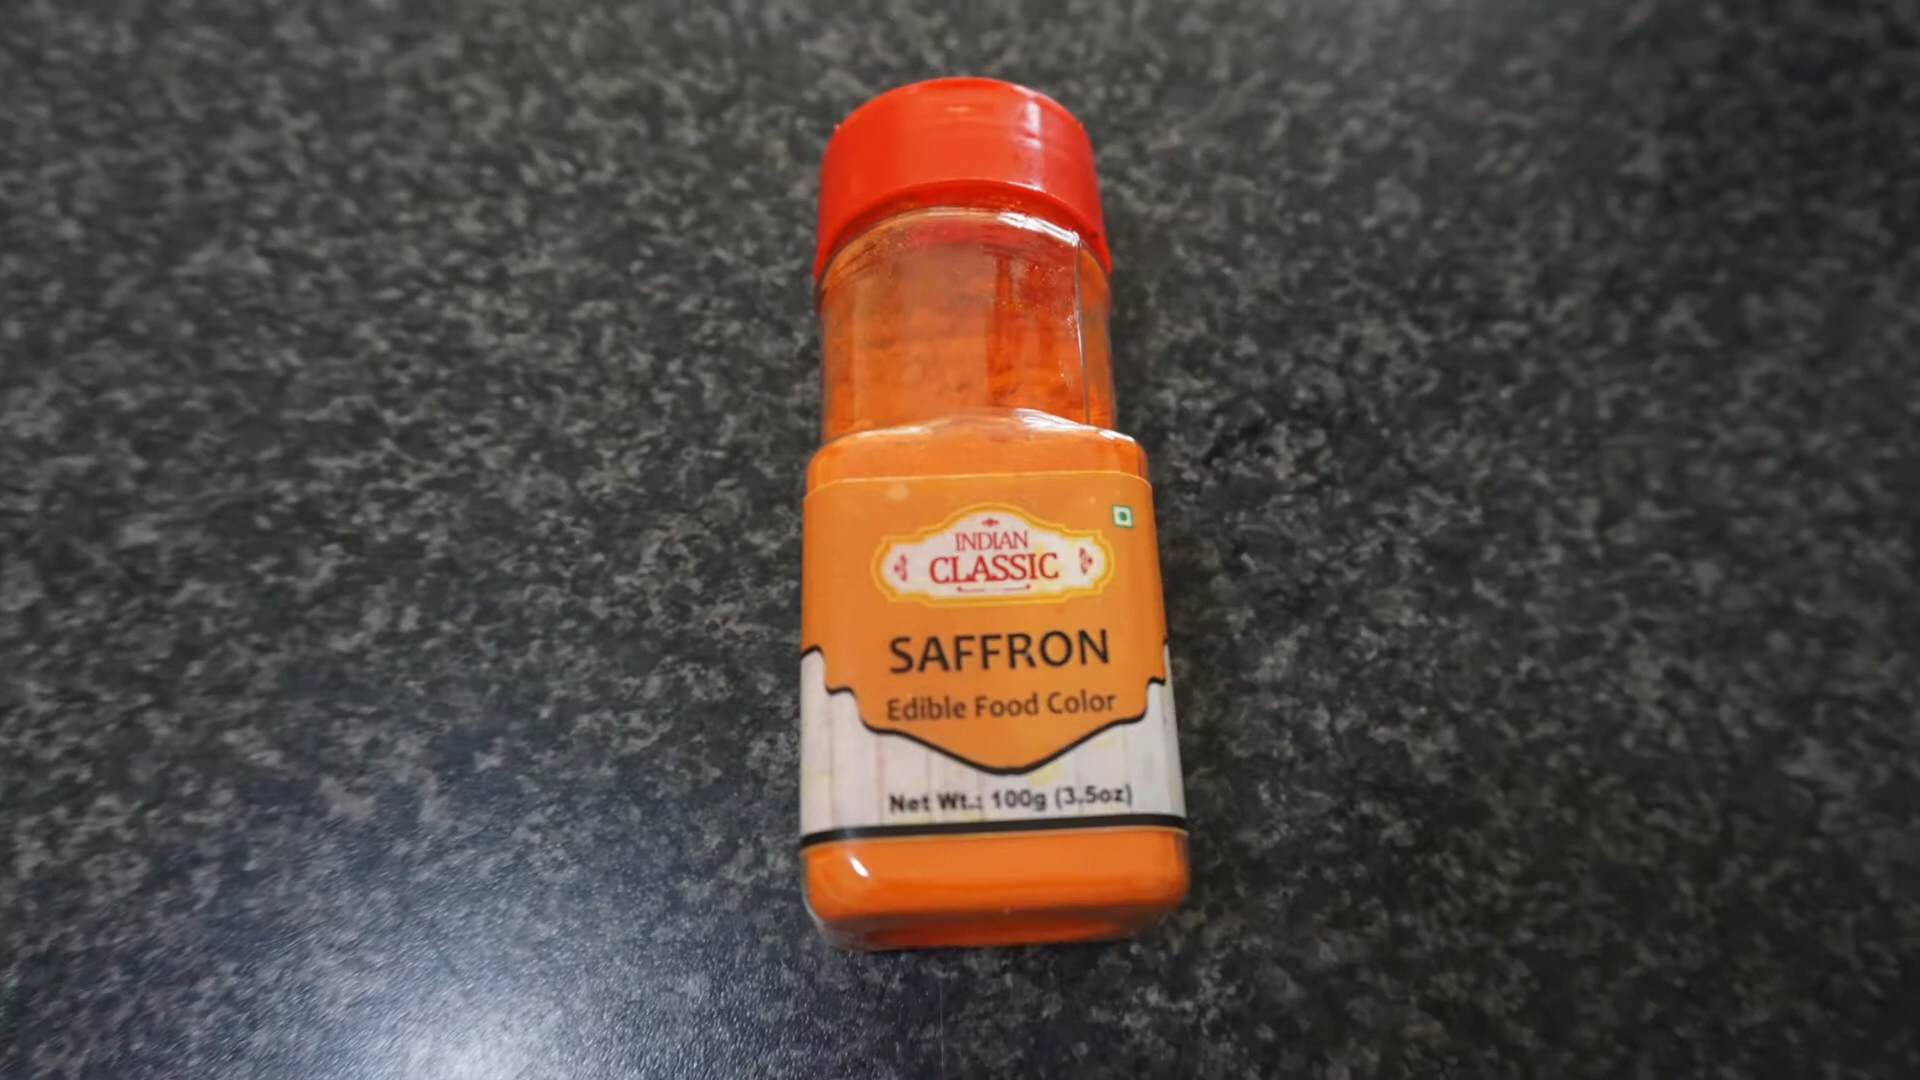 INDIAN
CLASSIC
SAFFRON
Edible Food Color
Net Wt.: 100g (3.5oz)